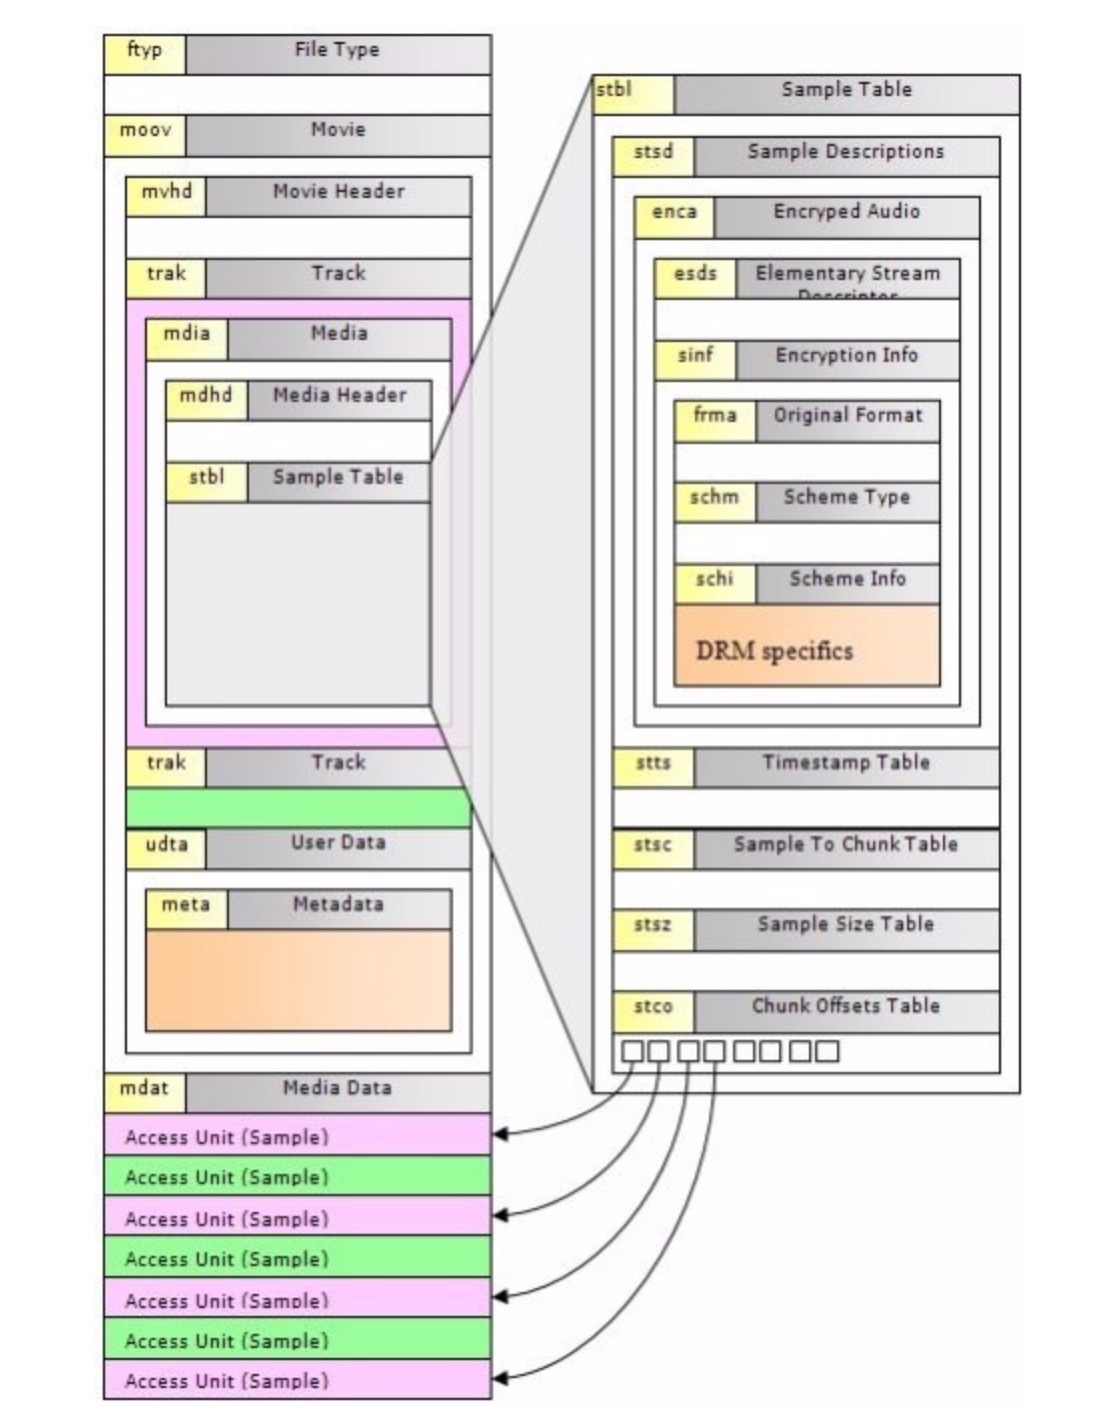 ftyp File Type
moov Movie
mvhd Movie Header
trak Track
mdia Media
mdhd Media Header
stbl Sample Table
trak Track
udta User Data
meta Metadata
mdat Media Data
Access Unit (Sample)
Access Unit (Sample)
Access Unit (Sample)
Access Unit (Sample)
Access Unit (Sample)
Access Unit (Sample)
Access Unit (Sample)
stbl Sample Table
stsd Sample Descriptions
enca Encryped Audio
esds Elementary Stream
Descriptor
sinf Encryption Info
frma Original Format
schm Scheme Type
schi Scheme Info
DRM specifics
stts Timestamp Table
stsc Sample To Chunk Table
stsz Sample Size Table
stco Chunk Offsets Table